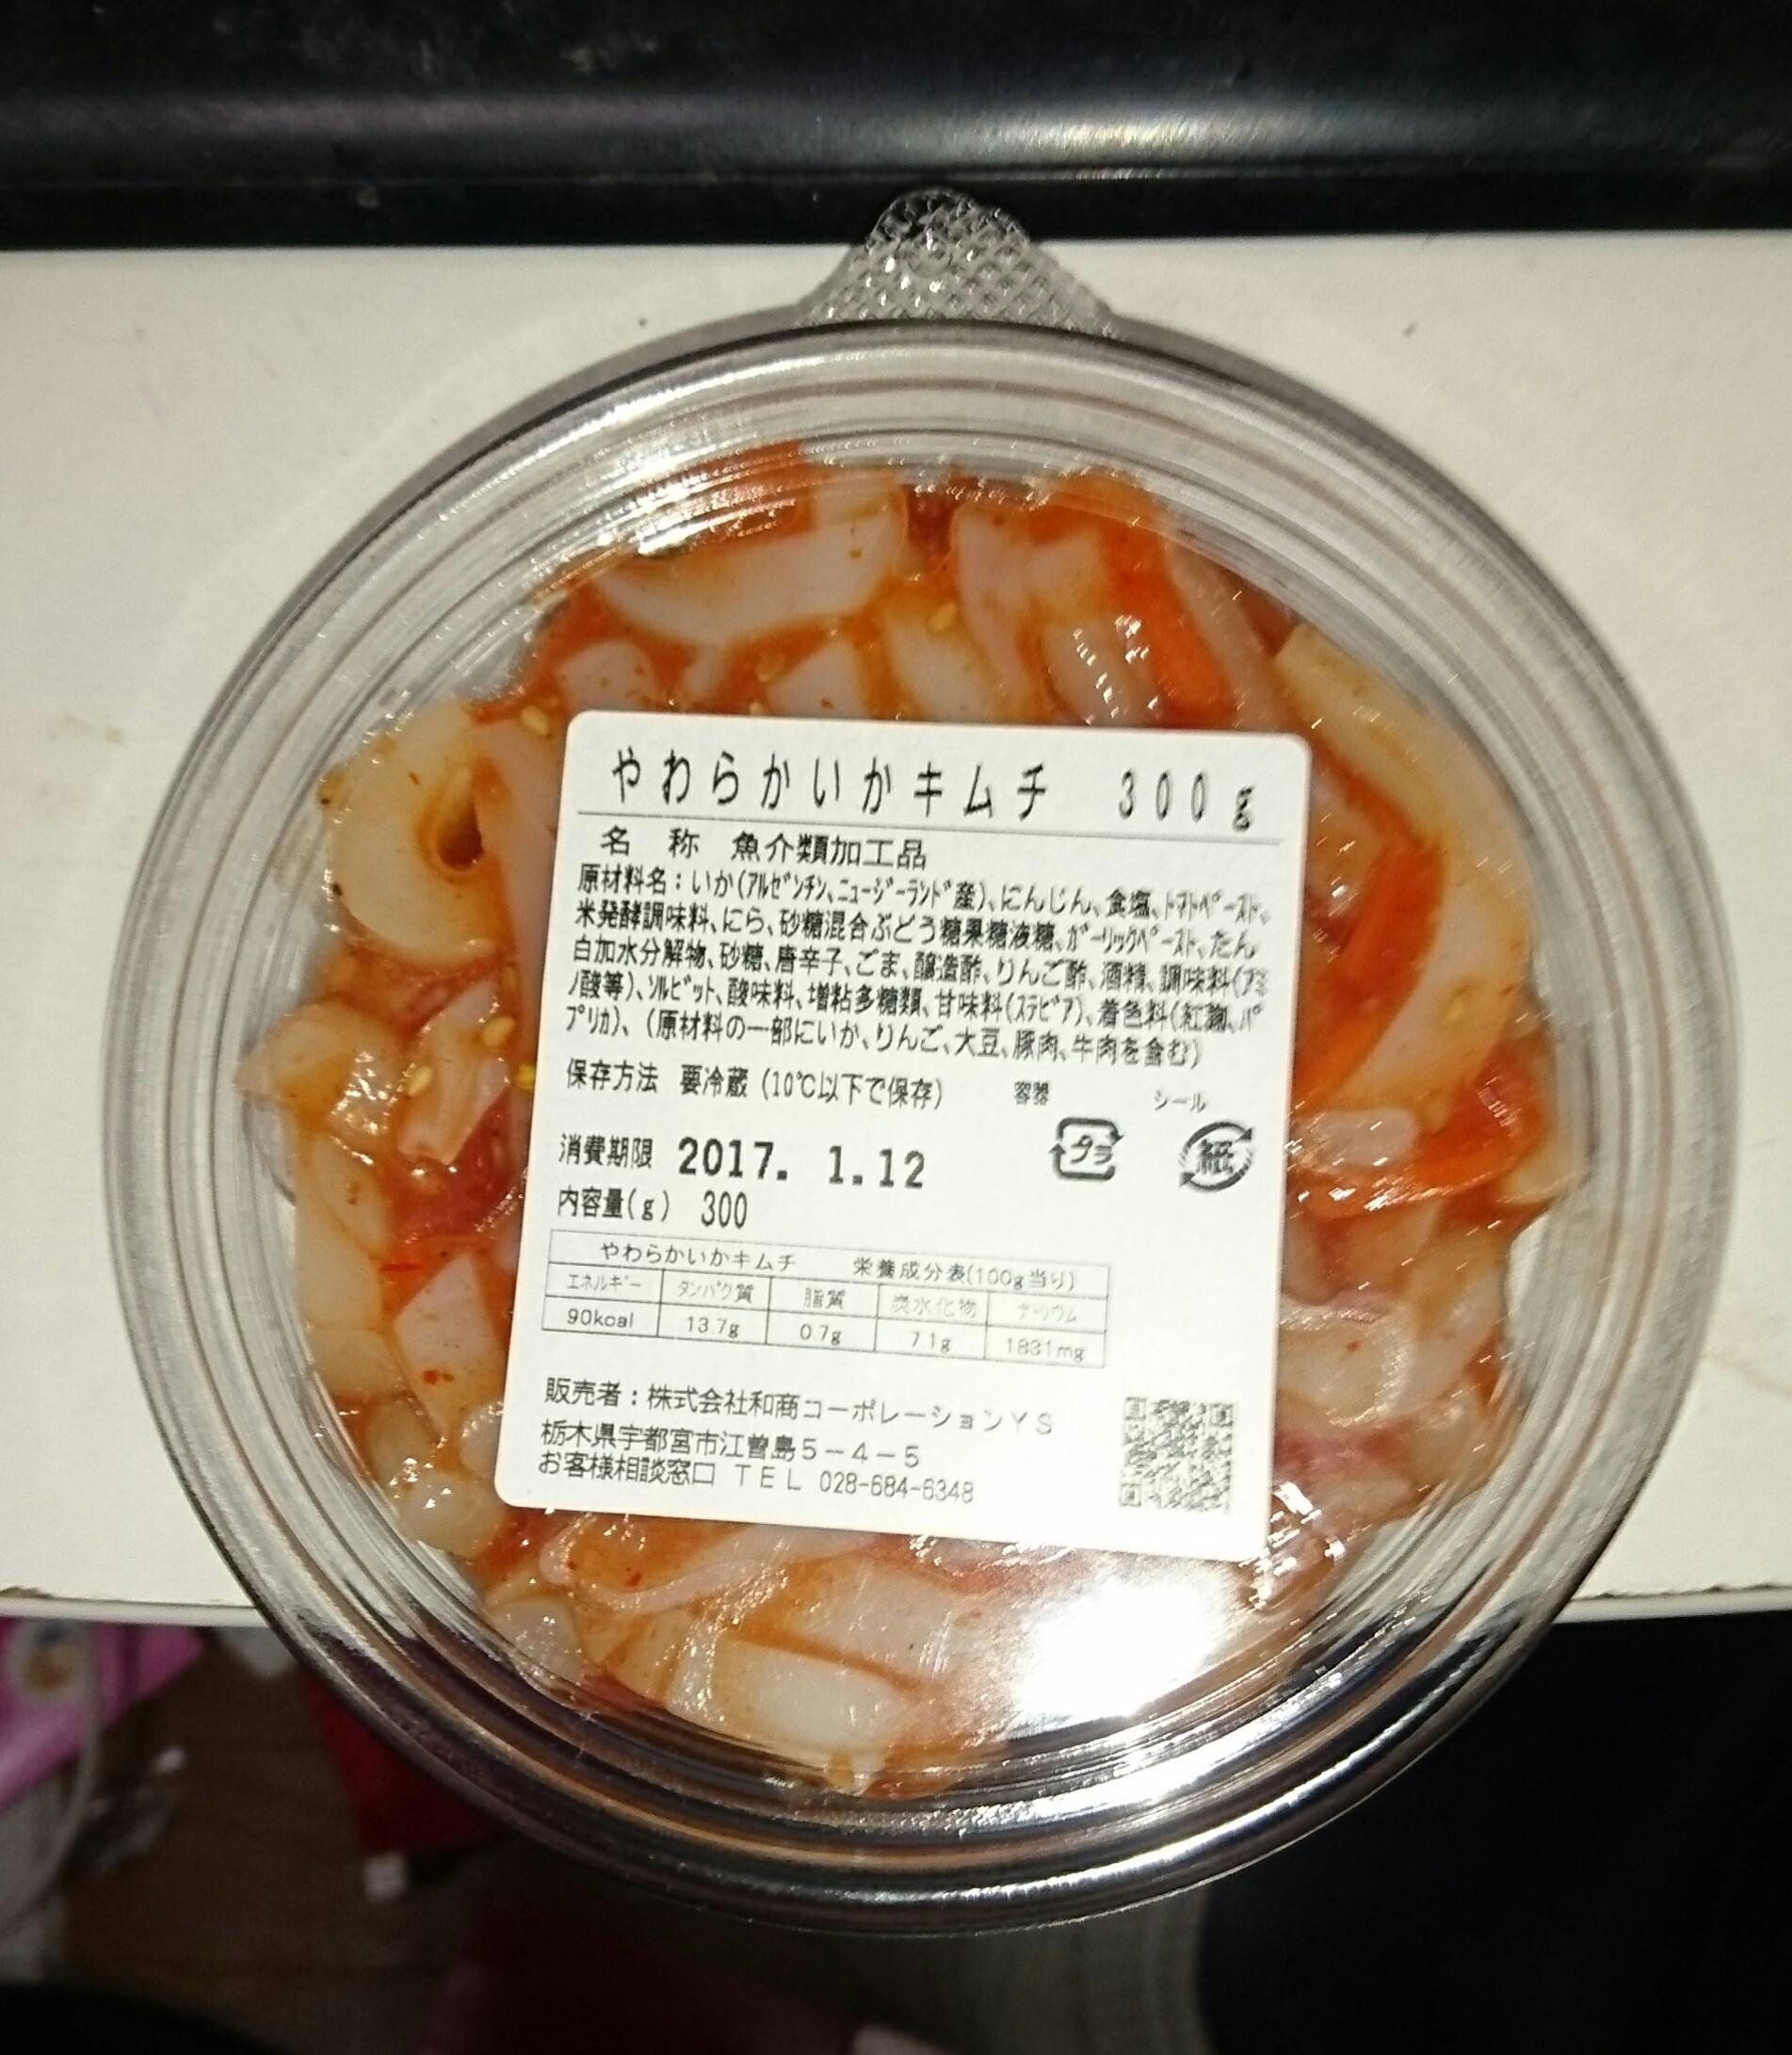 やわらかいかキムチ 300g
名 称 魚介類加工品
原材料名：いか(ｱﾙｾﾞﾝﾁﾝ､ﾆｭｰｼﾞｰﾗﾝﾄﾞ産)、にんじん、食塩、ﾄﾏﾄﾍﾟｰｽﾄ、
米発酵調味料、にら、砂糖混合ぶどう糖果糖液糖、ｶﾞｰﾘｯｸﾍﾟｰｽﾄ、たん
白加水分解物、砂糖、唐辛子、ごま、醸造酢、りんご酢、酒精、調味料(ｱﾐ
ﾉ酸等)、ｿﾙﾋﾞｯﾄ、酸味料、増粘多糖類、甘味料(ｽﾃﾋﾞｱ)、着色料(紅麹、ﾊﾟ
ﾌﾟﾘｶ)、(原材料の一部にいか、りんご、大豆、豚肉、牛肉を含む)
保存方法 要冷蔵 (10℃以下で保存) 容器 シール
消費期限 2017. 1.12 プラ 紙
内容量(g) 300
やわらかいかキムチ 栄養成分表(100g当り)
ｴﾈﾙｷﾞｰ ﾀﾝﾊﾟｸ質 脂質 炭水化物 ﾅﾄﾘｳﾑ
90kcal 13.7g 0.7g 7.1g 1831mg
販売者：株式会社和商コーポレーションＹＳ
栃木県宇都宮市江曽島５－４－５
お客様相談窓口 ＴＥＬ 028-684-6348